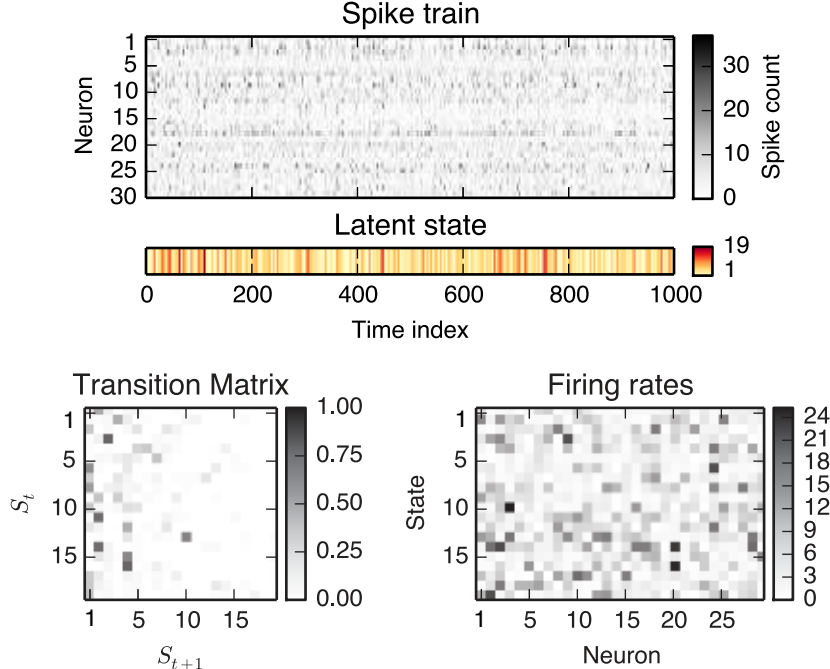 Spike train
Neuron
1
5
10
15
20
25
30
30
20
10
0
Spike count
Latent state
19
1
0 200 400 600 800 1000
Time index
Transition Matrix
S_t
1
5
10
15
1 5 10 15
S_{t+1}
1.00
0.75
0.50
0.25
0.00
Firing rates
State
1
5
10
15
1 5 10 15 20 25
Neuron
24
21
18
15
12
9
6
3
0